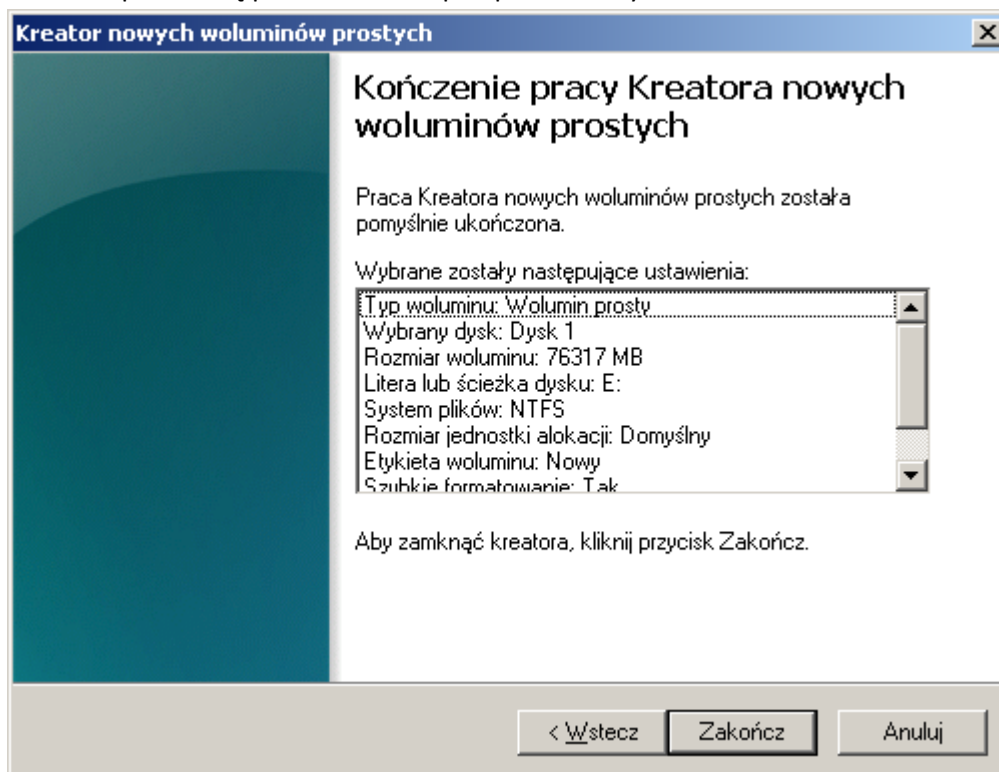 Kreator nowych woluminów prostych
Kończenie pracy Kreatora nowych
woluminów prostych
Praca Kreatora nowych woluminów prostych została
pomyślnie ukończona.
Wybrane zostały następujące ustawienia:
Typ woluminu: Wolumin prosty
Wybrany dysk: Dysk 1
Rozmiar woluminu: 76317 MB
Litera lub ścieżka dysku: E:
System plików: NTFS
Rozmiar jednostki alokacji: Domyślny
Etykieta woluminu: Nowy
Szybkie formatowanie: Tak
Aby zamknąć kreatora, kliknij przycisk Zakończ.
< Wstecz
Zakończ
Anuluj